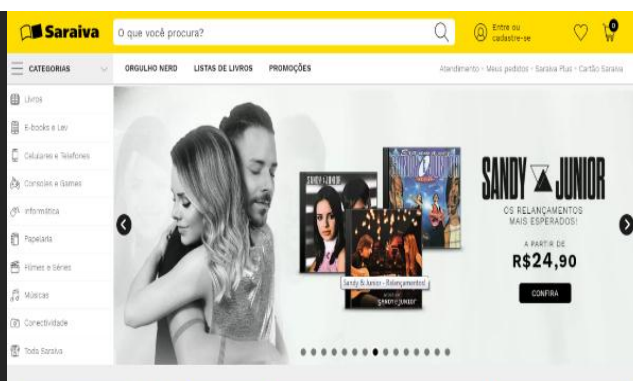 Saraiva
O que você procura?
Entre ou
cadastre-se
0
CATEGORIAS
ORGULHO NERD
LISTAS DE LIVROS
PROMOÇÕES
Atendimento - Meus pedidos - Saraiva Plus - Cartão Saraiva
Livros
E-books e Lev
Celulares e Telefones
Consoles e Games
Informática
Papelaria
Filmes e Séries
Músicas
Conectividade
Toda Saraiva
SANDY JUNIOR
OS RELANÇAMENTOS
MAIS ESPERADOS!
A PARTIR DE
R$24,90
CONFIRA
Sandy & Junior - Relançamentos!